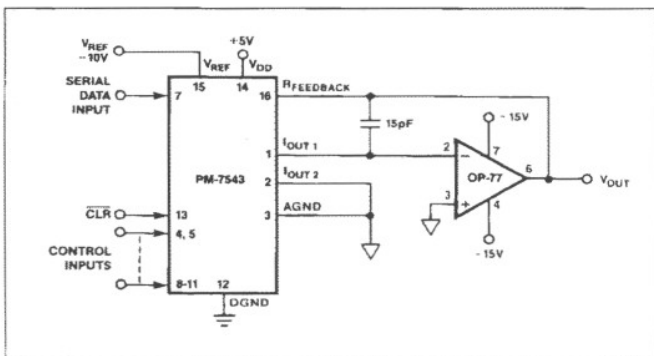 VREF
-10V
+5V
VREF
VDD
SERIAL
DATA
INPUT
7
15
14
16
RFEEDBACK
15pF
- 15V
7
1
IOUT 1
2
−
OP-77
6
VOUT
PM-7543
2
IOUT 2
3
AGND
3
+
4
- 15V
CLR
13
4, 5
CONTROL
INPUTS
8-11
12
DGND